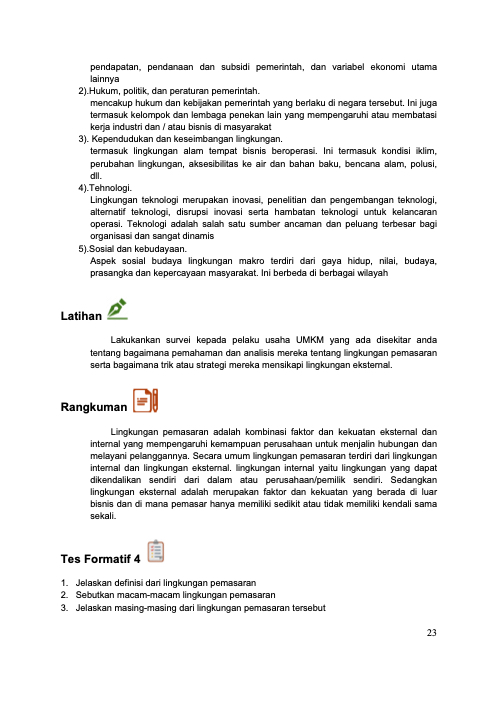 pendapatan, pendanaan dan subsidi pemerintah, dan variabel ekonomi utama
lainnya
2).Hukum, politik, dan peraturan pemerintah.
mencakup hukum dan kebijakan pemerintah yang berlaku di negara tersebut. Ini juga
termasuk kelompok dan lembaga penekan lain yang mempengaruhi atau membatasi
kerja industri dan / atau bisnis di masyarakat
3). Kependudukan dan keseimbangan lingkungan.
termasuk lingkungan alam tempat bisnis beroperasi. Ini termasuk kondisi iklim,
perubahan lingkungan, aksesibilitas ke air dan bahan baku, bencana alam, polusi,
dll.
4).Tehnologi.
Lingkungan teknologi merupakan inovasi, penelitian dan pengembangan teknologi,
alternatif teknologi, disrupsi inovasi serta hambatan teknologi untuk kelancaran
operasi. Teknologi adalah salah satu sumber ancaman dan peluang terbesar bagi
organisasi dan sangat dinamis
5).Sosial dan kebudayaan.
Aspek sosial budaya lingkungan makro terdiri dari gaya hidup, nilai, budaya,
prasangka dan kepercayaan masyarakat. Ini berbeda di berbagai wilayah
Latihan
Lakukankan survei kepada pelaku usaha UMKM yang ada disekitar anda
tentang bagaimana pemahaman dan analisis mereka tentang lingkungan pemasaran
serta bagaimana trik atau strategi mereka mensikapi lingkungan eksternal.
Rangkuman
Lingkungan pemasaran adalah kombinasi faktor dan kekuatan eksternal dan
internal yang mempengaruhi kemampuan perusahaan untuk menjalin hubungan dan
melayani pelanggannya. Secara umum lingkungan pemasaran terdiri dari lingkungan
internal dan lingkungan eksternal. lingkungan internal yaitu lingkungan yang dapat
dikendalikan sendiri dari dalam atau perusahaan/pemilik sendiri. Sedangkan
lingkungan eksternal adalah merupakan faktor dan kekuatan yang berada di luar
bisnis dan di mana pemasar hanya memiliki sedikit atau tidak memiliki kendali sama
sekali.
Tes Formatif 4
1. Jelaskan definisi dari lingkungan pemasaran
2. Sebutkan macam-macam lingkungan pemasaran
3. Jelaskan masing-masing dari lingkungan pemasaran tersebut
23